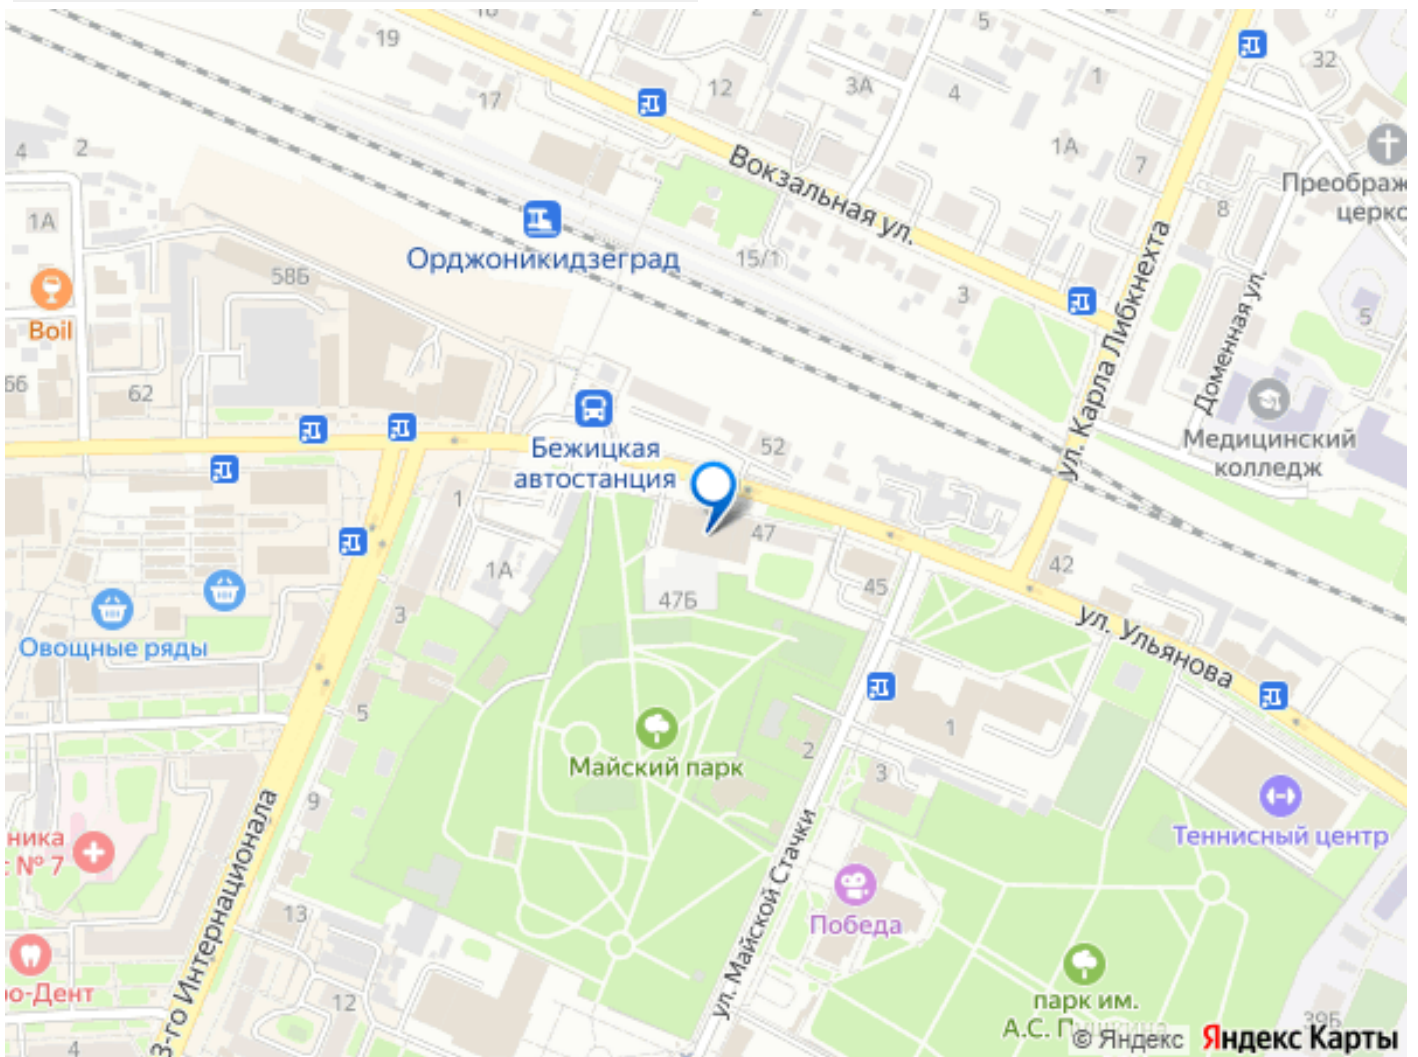 19
17
12
3А
4
5
1
32
1А
7
8
Преображ
церко
4
2
1А
Вокзальная ул.
Орджоникидзеград
15/1
58Б
3
ул. Карла Либкнехта
Доменная ул.
5
Boil
66
62
Бежицкая
автостанция
52
Медицинский
колледж
1
47
1А
47Б
45
42
3
ул. Ульянова
Овощные ряды
5
1
2
3
Майский парк
9
Теннисный центр
ника
№ 7
3-го Интернационала
ул. Майской Стачки
Победа
13
12
о-Дент
4
парк им.
А.С. Пушкина
39Б
© Яндекс
Яндекс Карты